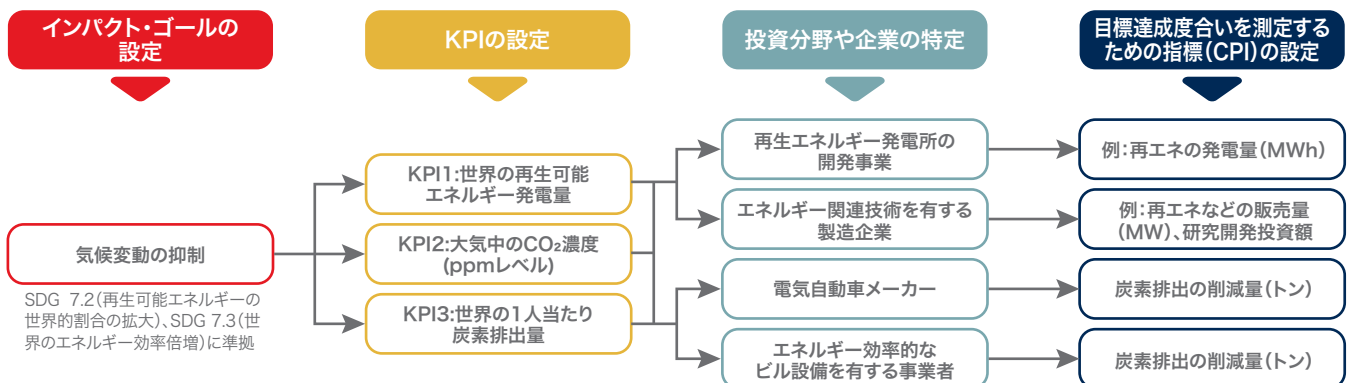 インパクト・ゴールの
設定
KPIの設定
投資分野や企業の特定
目標達成度合いを測定する
ための指標(CPI)の設定
気候変動の抑制
SDG 7.2(再生可能エネルギーの
世界的割合の拡大)、SDG 7.3(世
界のエネルギー効率倍増)に準拠
KPI1:世界の再生可能
エネルギー発電量
KPI2:大気中のCO₂濃度
(ppmレベル)
KPI3:世界の1人当たり
炭素排出量
再生エネルギー発電所の
開発事業
エネルギー関連技術を有する
製造企業
電気自動車メーカー
エネルギー効率的な
ビル設備を有する事業者
例:再エネの発電量(MWh)
例:再エネなどの販売量
(MW)、研究開発投資額
炭素排出の削減量(トン)
炭素排出の削減量(トン)